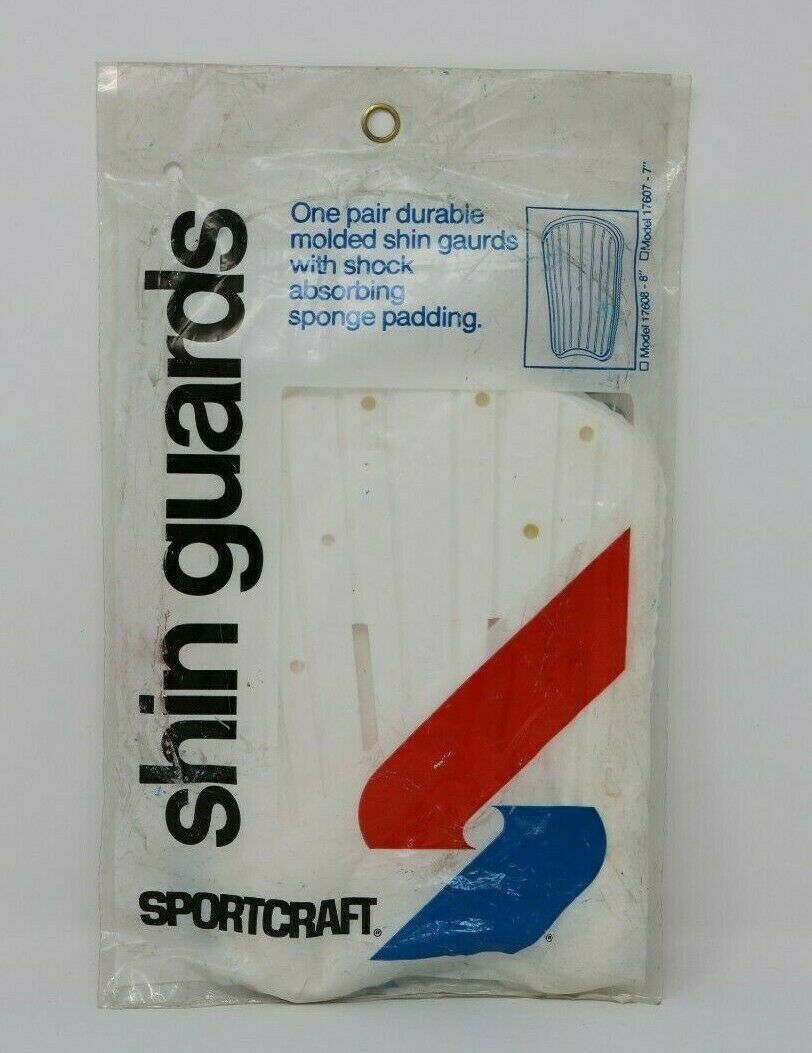 shin guards
One pair durable
molded shin gaurds
with shock
absorbing
sponge padding.
☐ Model 17607 - 7"
☐ Model 17608 - 8"
SPORTCRAFT®
®